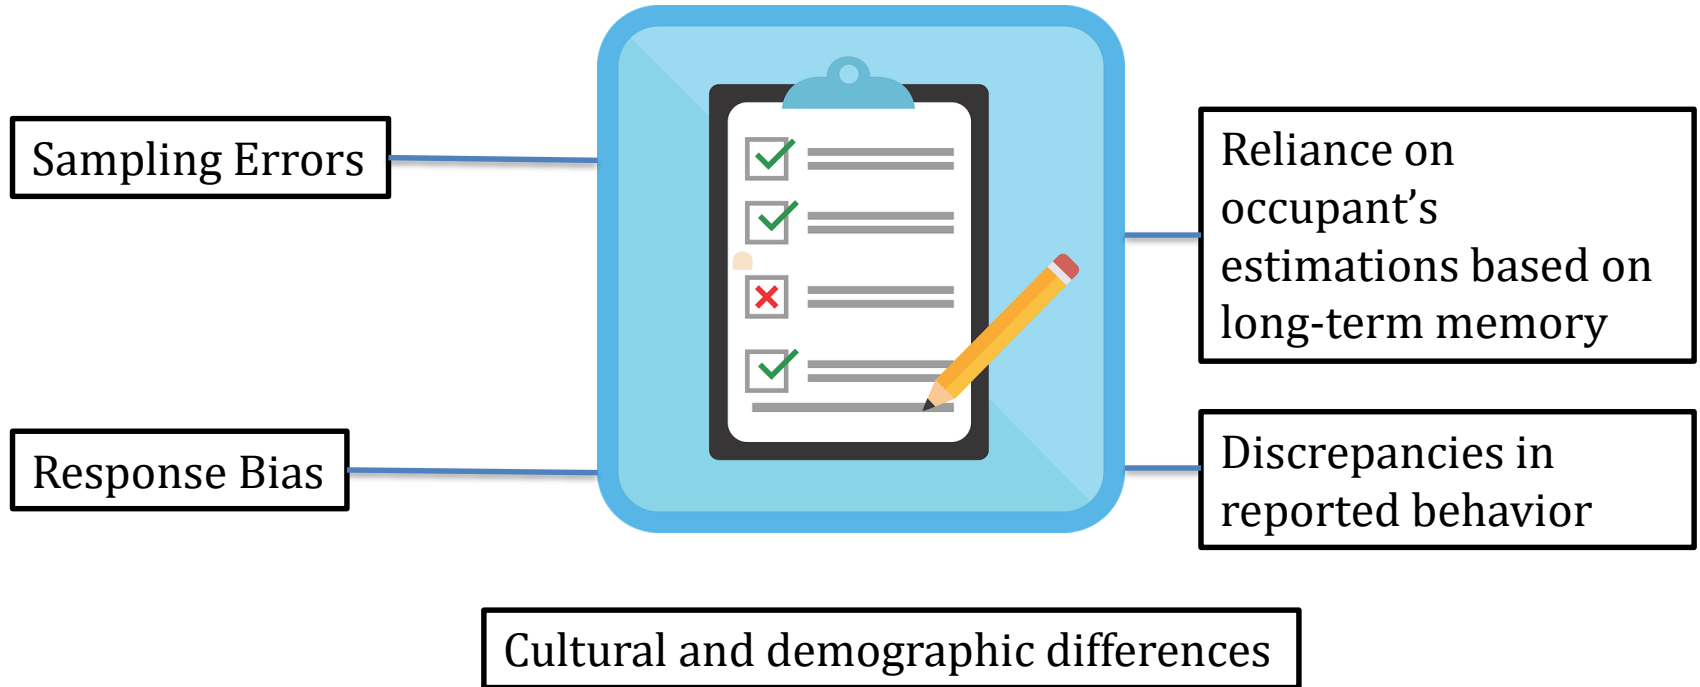 Sampling Errors
Response Bias
Reliance on
occupant’s
estimations based on
long-term memory
Discrepancies in
reported behavior
Cultural and demographic differences